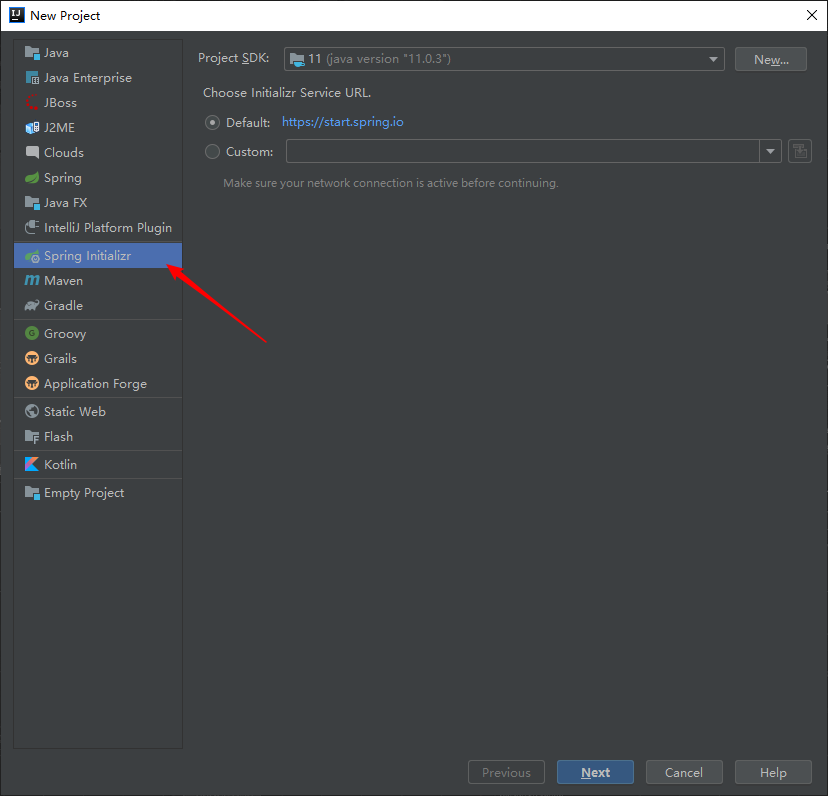 New Project
Java
Java Enterprise
JBoss
J2ME
Clouds
Spring
Java FX
IntelliJ Platform Plugin
Spring Initializr
Maven
Gradle
Groovy
Grails
Application Forge
Static Web
Flash
Kotlin
Empty Project
Project SDK: 11 (java version "11.0.3") New...
Choose Initializr Service URL.
Default: https://start.spring.io
Custom:
Make sure your network connection is active before continuing.
Previous Next Cancel Help